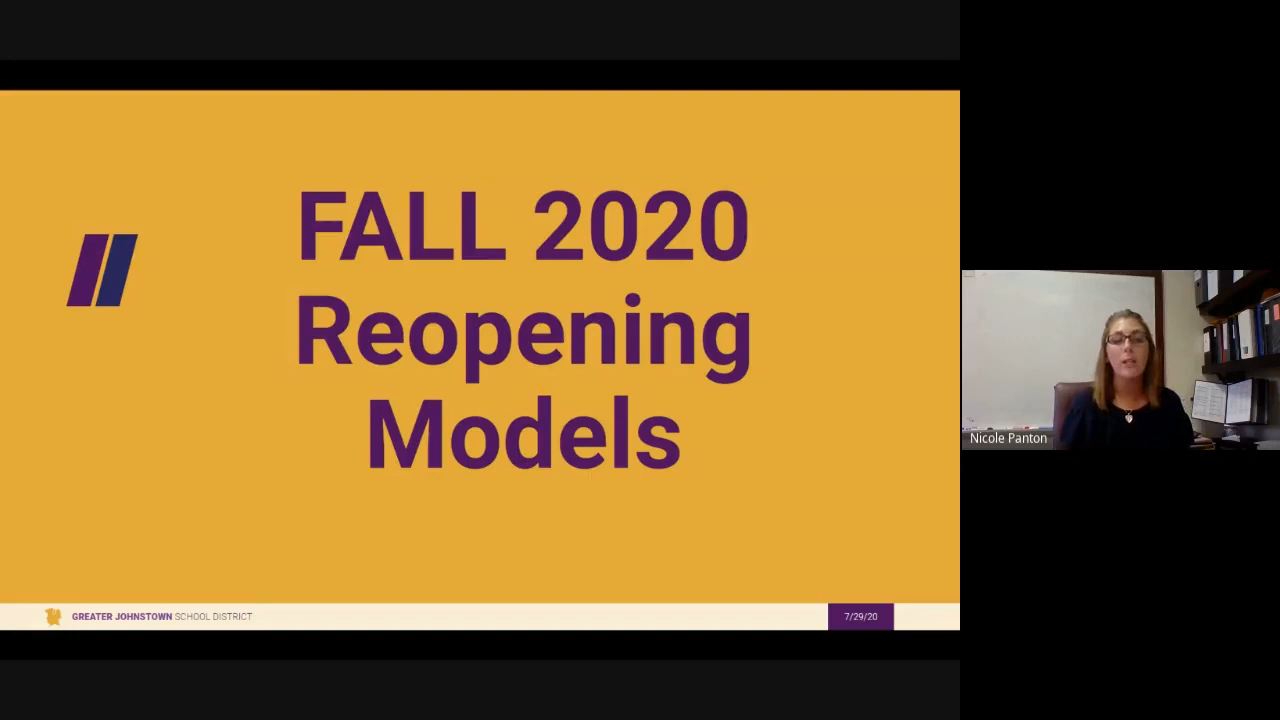 FALL 2020
Reopening
Models
Nicole Panton
GREATER JOHNSTOWN SCHOOL DISTRICT
7/29/20